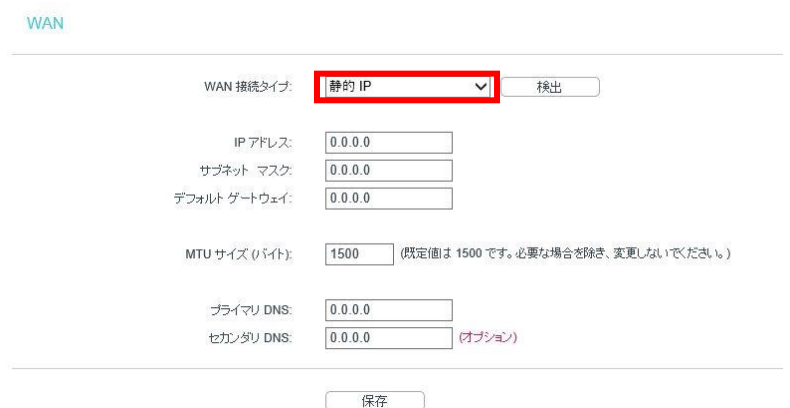 WAN
WAN 接続タイプ: 静的 IP 検出
IP アドレス: 0.0.0.0
サブネット マスク: 0.0.0.0
デフォルト ゲートウェイ: 0.0.0.0
MTU サイズ (バイト): 1500 (既定値は 1500 です。必要な場合を除き、変更しないでください。)
プライマリ DNS: 0.0.0.0
セカンダリ DNS: 0.0.0.0 (オプション)
保存